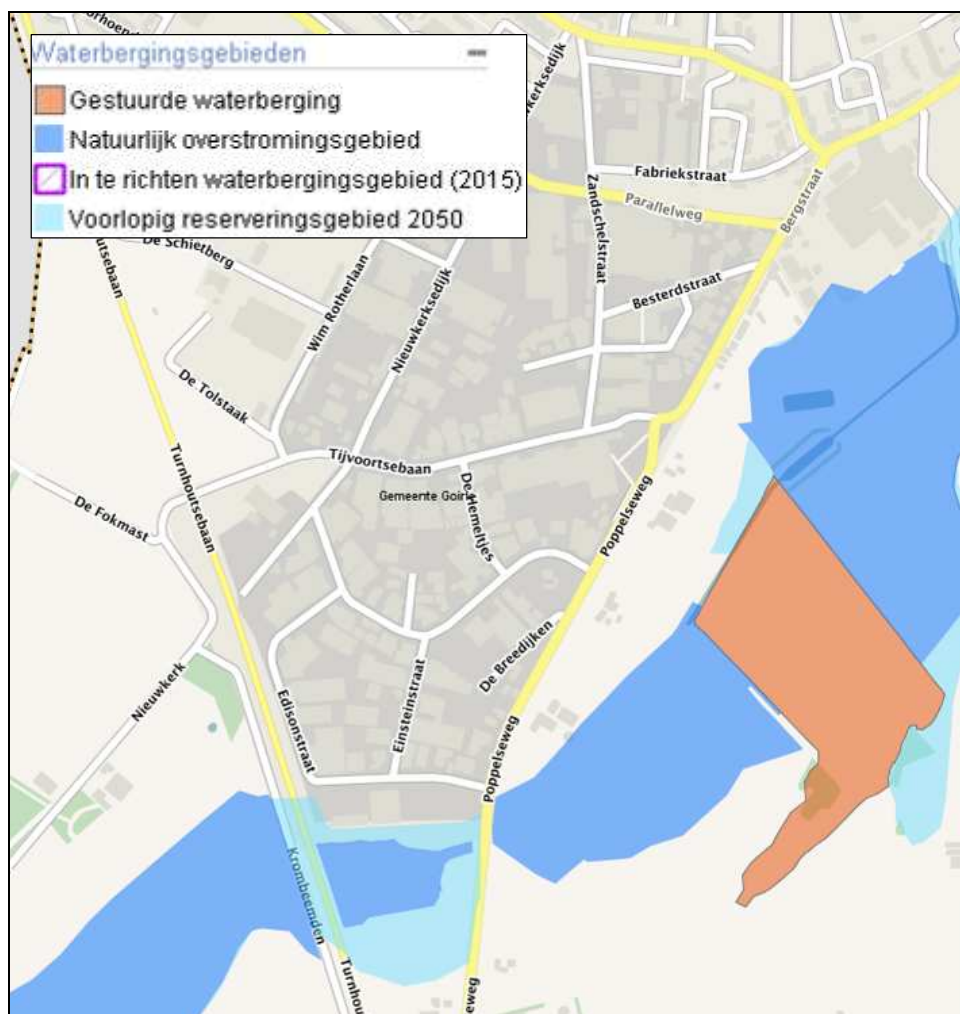 Waterbergingsgebieden
Gestuurde waterberging
Natuurlijk overstromingsgebied
In te richten waterbergingsgebied (2015)
Voorlopig reserveringsgebied 2050
Fabriekstraat
Parallelweg
Zandschelstraat
Bergstraat
De Schietberg
Besterdstraat
Wim Rotherlaan
Nieuwkerksedijk
De Tolstaak
Tijvoortsebaan
Gemeente Goirle
De Hemeltjes
Turnhoutsebaan
De Fokmast
Poppelseweg
De Breedijken
Nieuwkerk
Edisonstraat
Einsteinstraat
Poppelseweg
Krombeemden